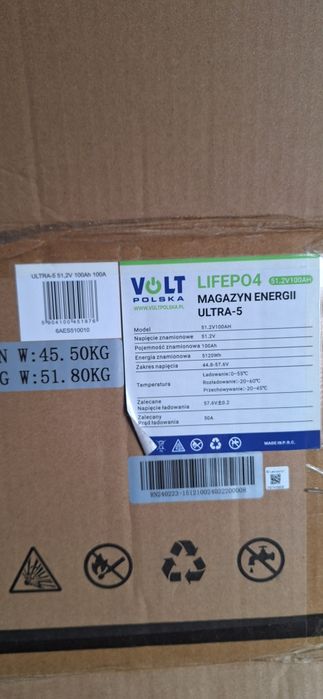 ULTRA-5 51,2V 100Ah 100A
5904100451876
6AES510010
N W:45.50KG
G W:51.80KG
VOLT
POLSKA
WWW.VOLTPOLSKA.PL
LIFEPO4 51.2V100AH
MAGAZYN ENERGII
ULTRA-5
Model 51.2V100AH
Napięcie znamionowe 51.2V
Pojemność znamionowa 100Ah
Energia znamionowa 5120Wh
Zakres napięcia 44.8-57.6V
Temperatura
Ładowanie:0~55℃
Rozładowanie:-20~60℃
Przechowywanie:-20~45℃
Zalecane
Napięcie ładowania 57.6V±0.2
Zalecany
Prąd ładowania 50A
MADE IN P.R.C.